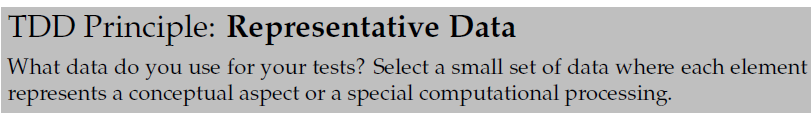 TDD Principle: Representative Data
What data do you use for your tests? Select a small set of data where each element
represents a conceptual aspect or a special computational processing.